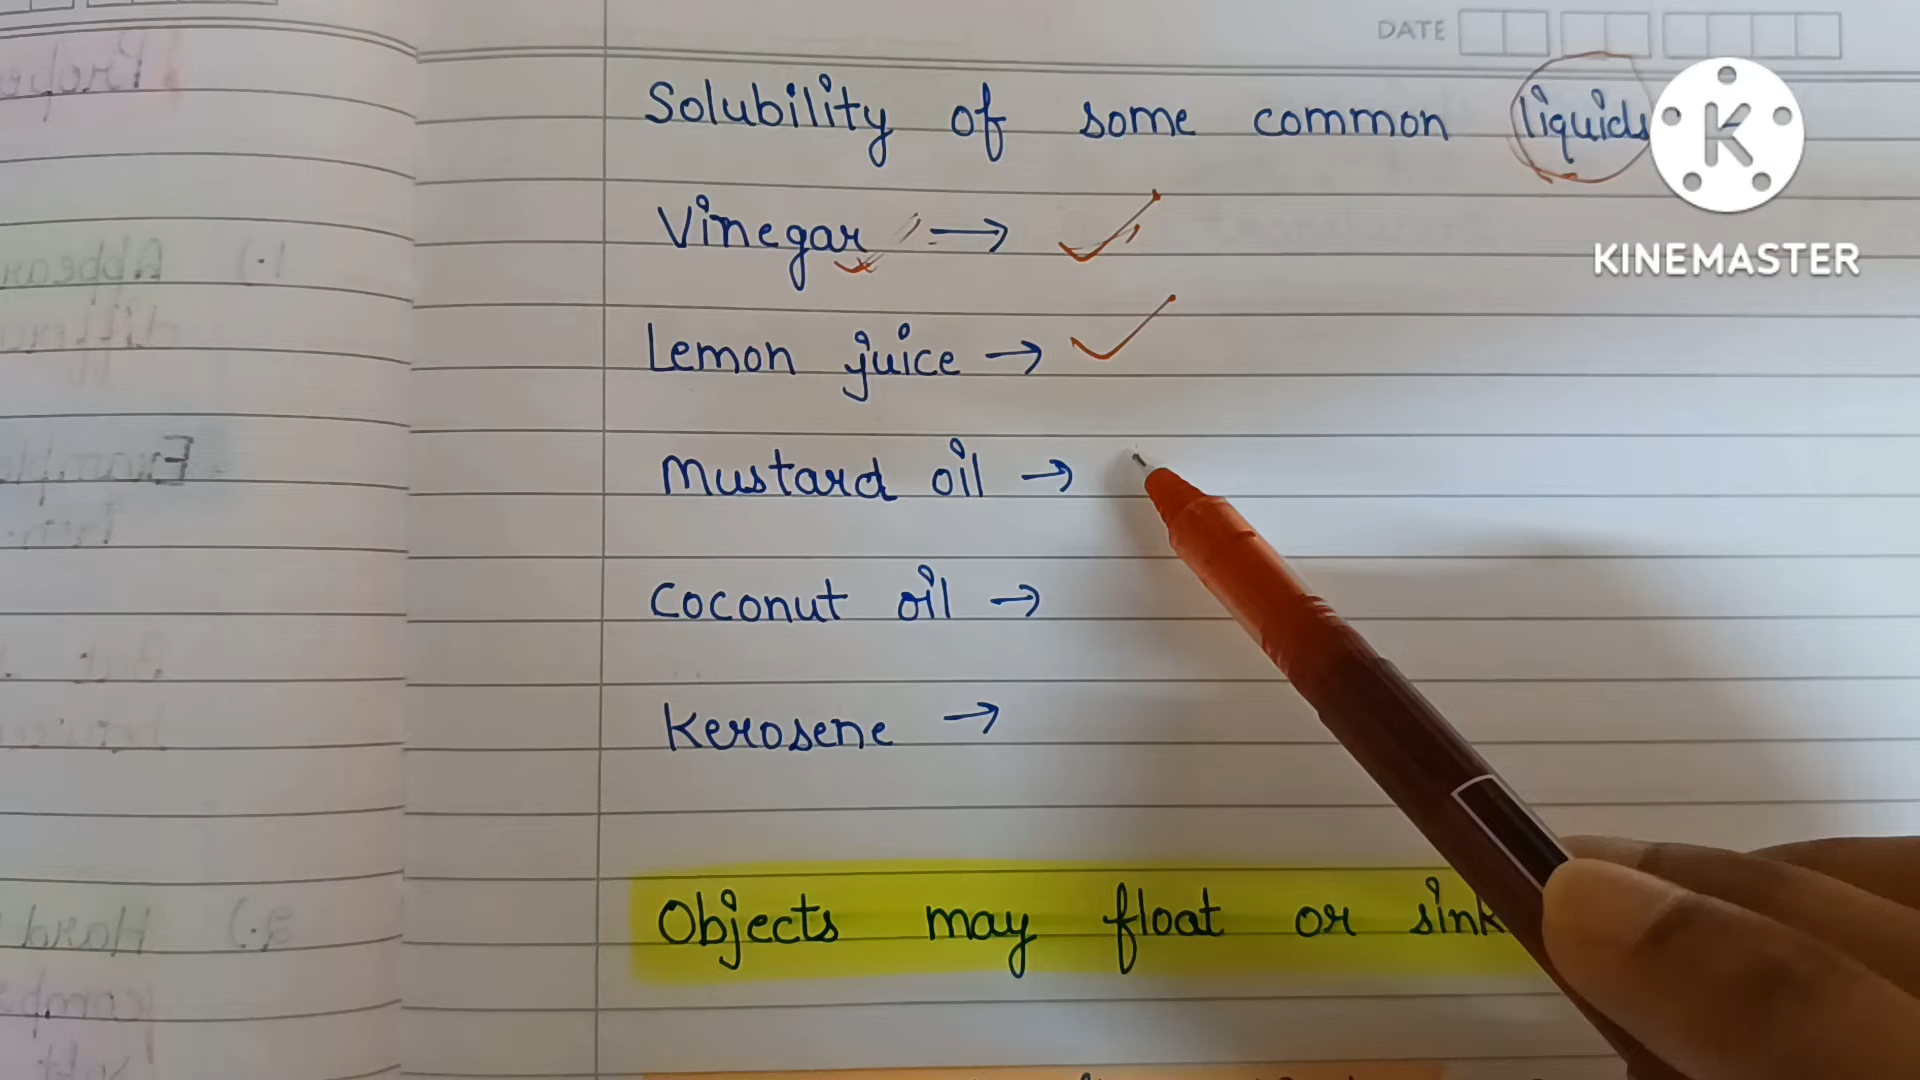 DATE
Solubility of some common liquids
KINEMASTER
Vinegar →
Lemon juice →
Mustard oil →
Coconut oil →
Kerosene →
Objects may float or sink